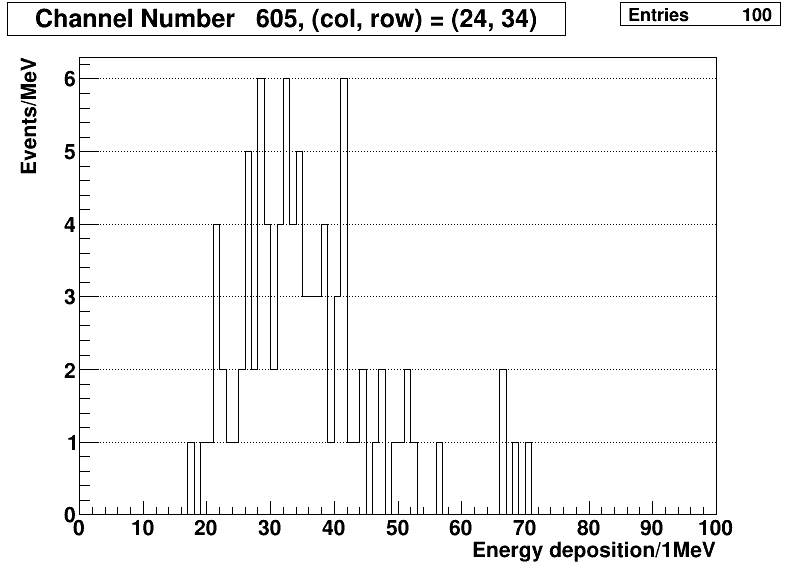 Channel Number 605, (col, row) = (24, 34)
Entries 100
Events/MeV
6
5
4
3
2
1
0
0 10 20 30 40 50 60 70 80 90 100
Energy deposition/1MeV